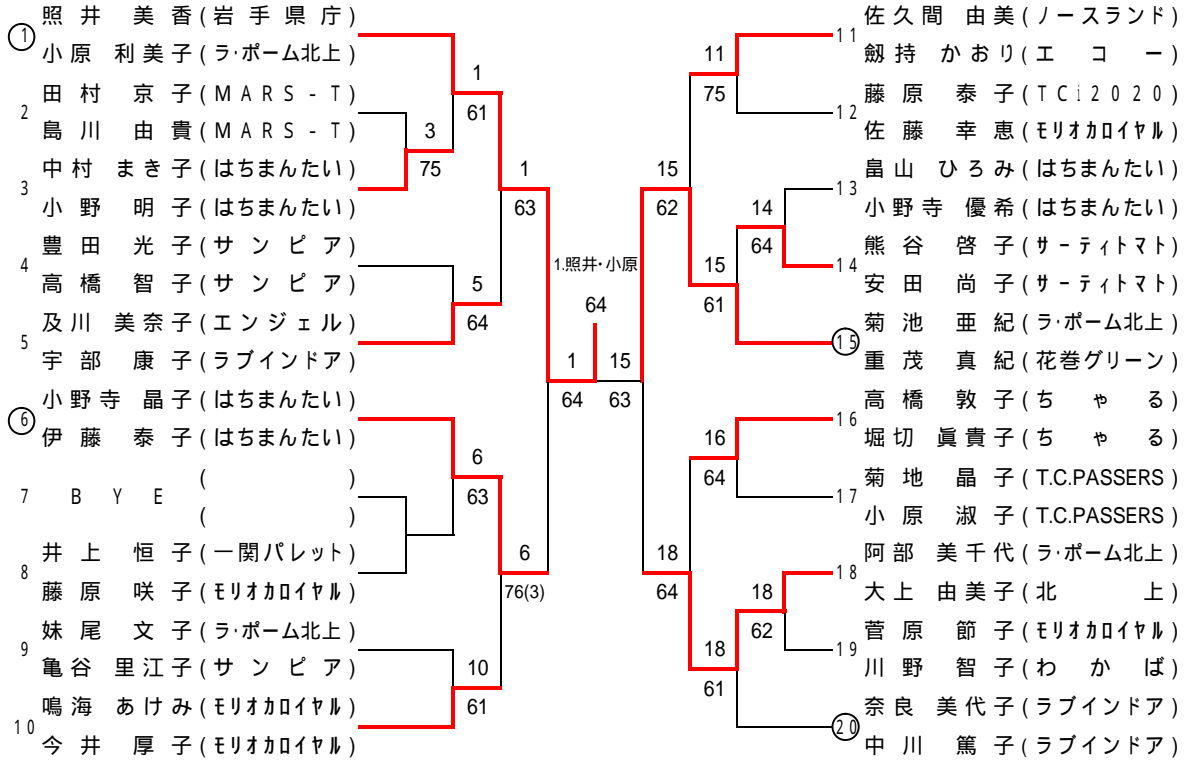 照井 美香(岩手県庁)
1
小原 利美子(ラ・ポーム北上)
田村 京子(MARS-T)
2
島川 由貴(MARS-T)
中村 まき子(はちまんたい)
3
小野 明子(はちまんたい)
豊田 光子(サンピア)
4
高橋 智子(サンピア)
及川 美奈子(エンジェル)
5
宇部 康子(ラブインドア)
小野寺 晶子(はちまんたい)
6
伊藤 泰子(はちまんたい)
( )
7 BYE
( )
井上 恒子(一関パレット)
8
藤原 咲子(モリオカロイヤル)
妹尾 文子(ラ・ポーム北上)
9
亀谷 里江子(サンピア)
鳴海 あけみ(モリオカロイヤル)
10
今井 厚子(モリオカロイヤル)
3
75
1
61
5
64
6
63
10
61
1
63
6
76(3)
1
64
1.照井・小原
64
15
63
15
62
18
64
11
75
15
61
16
64
18
61
14
64
18
62
佐久間 由美(ノースランド)
11
劔持 かおり(エコー)
藤原 泰子(TCi2020)
12
佐藤 幸恵(モリオカロイヤル)
畠山 ひろみ(はちまんたい)
13
小野寺 優希(はちまんたい)
熊谷 啓子(サーティトマト)
14
安田 尚子(サーティトマト)
菊池 亜紀(ラ・ポーム北上)
15
重茂 真紀(花巻グリーン)
高橋 敦子(ちゃる)
16
堀切 眞貴子(ちゃる)
菊地 晶子(T.C.PASSERS)
17
小原 淑子(T.C.PASSERS)
阿部 美千代(ラ・ポーム北上)
18
大上 由美子(北上)
菅原 節子(モリオカロイヤル)
19
川野 智子(わかば)
奈良 美代子(ラブインドア)
20
中川 篤子(ラブインドア)